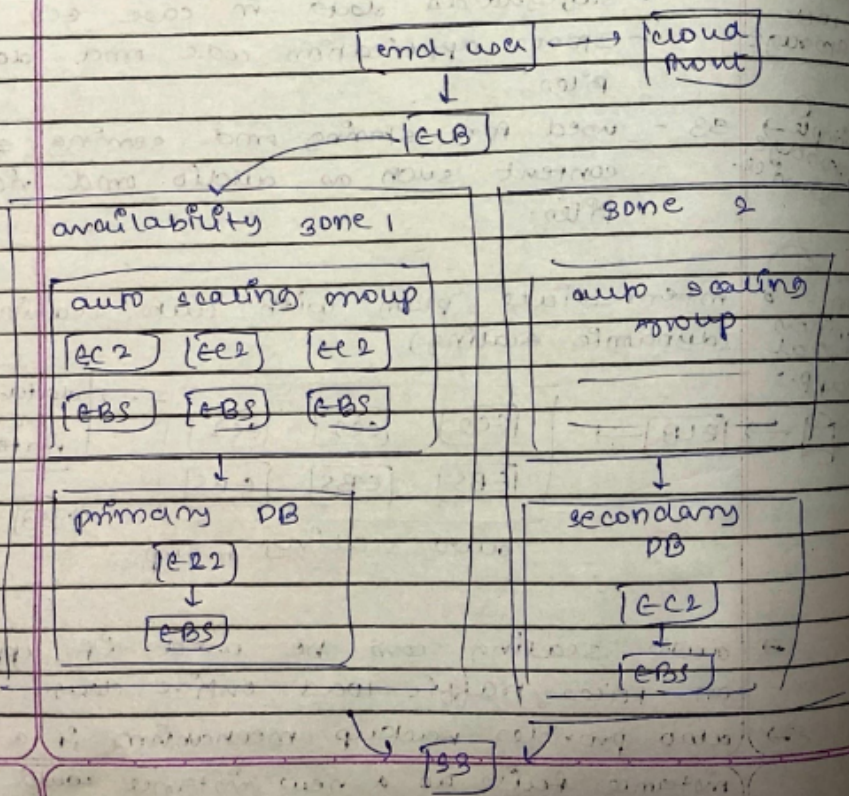 end user
cloud
front
ELB
availability zone 1
auto scaling group
EC2 EC2 EC2
EBS EBS EBS
primary DB
EC2
EBS
zone 2
auto scaling
group
secondary
DB
EC2
EBS
S3